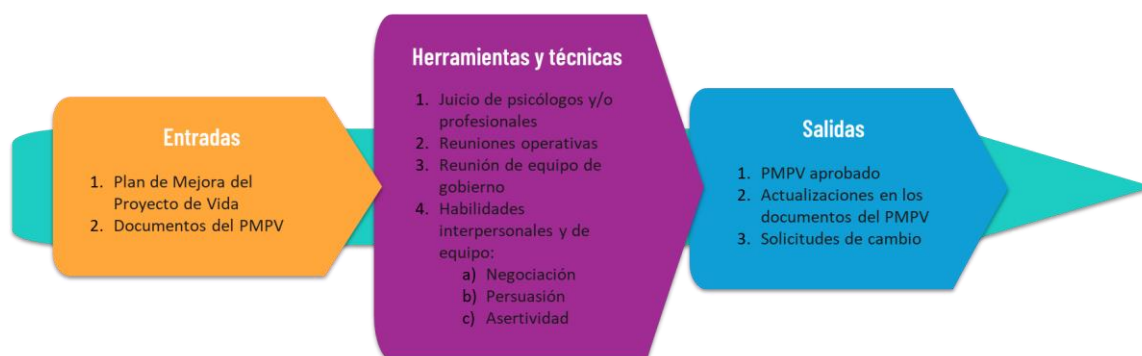 Entradas
1. Plan de Mejora del
Proyecto de Vida
2. Documentos del PMPV
Herramientas y técnicas
1. Juicio de psicólogos y/o
profesionales
2. Reuniones operativas
3. Reunión de equipo de
gobierno
4. Habilidades
interpersonales y de
equipo:
a) Negociación
b) Persuasión
c) Asertividad
Salidas
1. PMPV aprobado
2. Actualizaciones en los
documentos del PMPV
3. Solicitudes de cambio